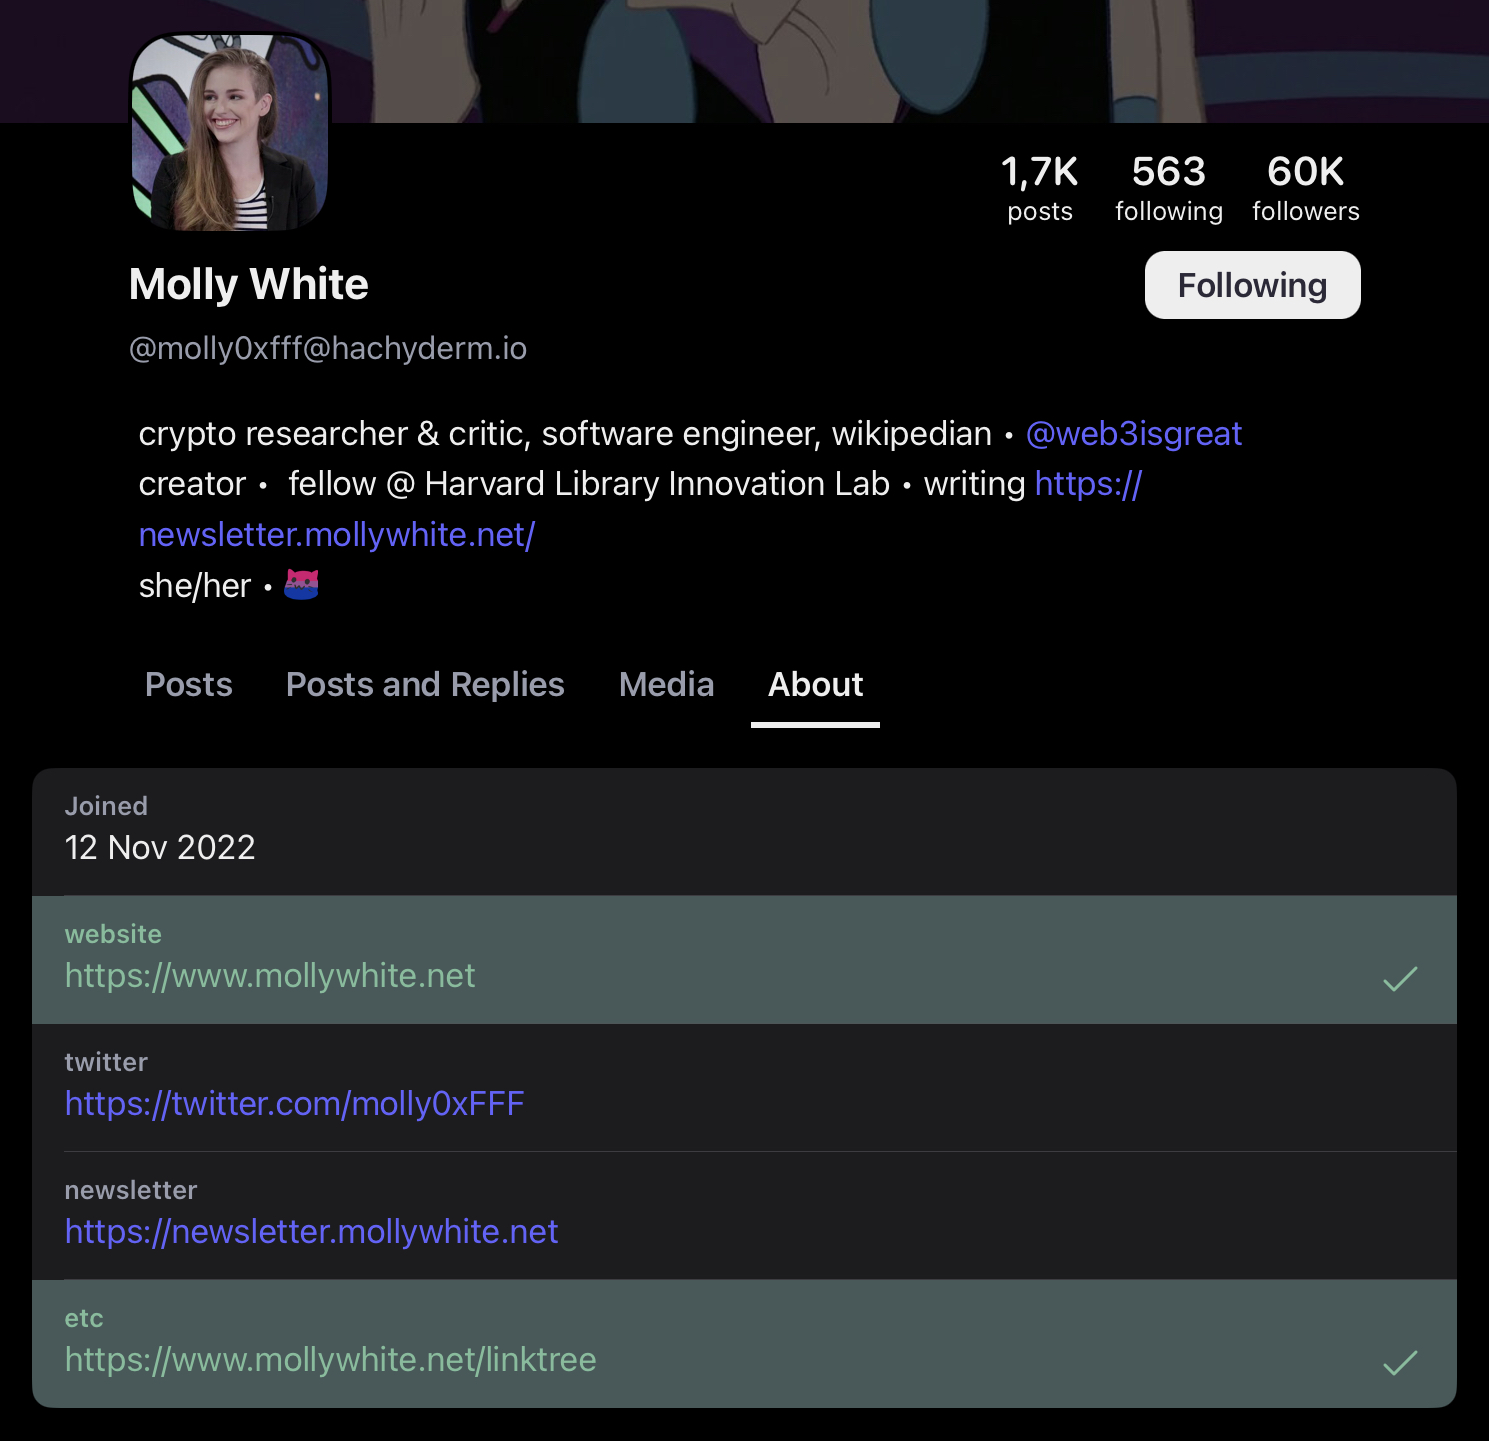 1,7K 563 60K
posts following followers
Molly White
Following
@molly0xfff@hachyderm.io
crypto researcher & critic, software engineer, wikipedian • @web3isgreat
creator • fellow @ Harvard Library Innovation Lab • writing https://
newsletter.mollywhite.net/
she/her •
Posts Posts and Replies Media About
Joined
12 Nov 2022
website
https://www.mollywhite.net
twitter
https://twitter.com/molly0xFFF
newsletter
https://newsletter.mollywhite.net
etc
https://www.mollywhite.net/linktree